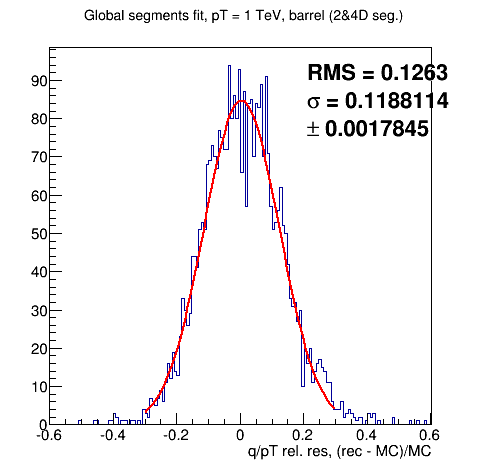 Global segments fit, pT = 1 TeV, barrel (2&4D seg.)
RMS = 0.1263
σ = 0.1188114
± 0.0017845
90
80
70
60
50
40
30
20
10
0
-0.6 -0.4 -0.2 0 0.2 0.4 0.6
q/pT rel. res, (rec - MC)/MC